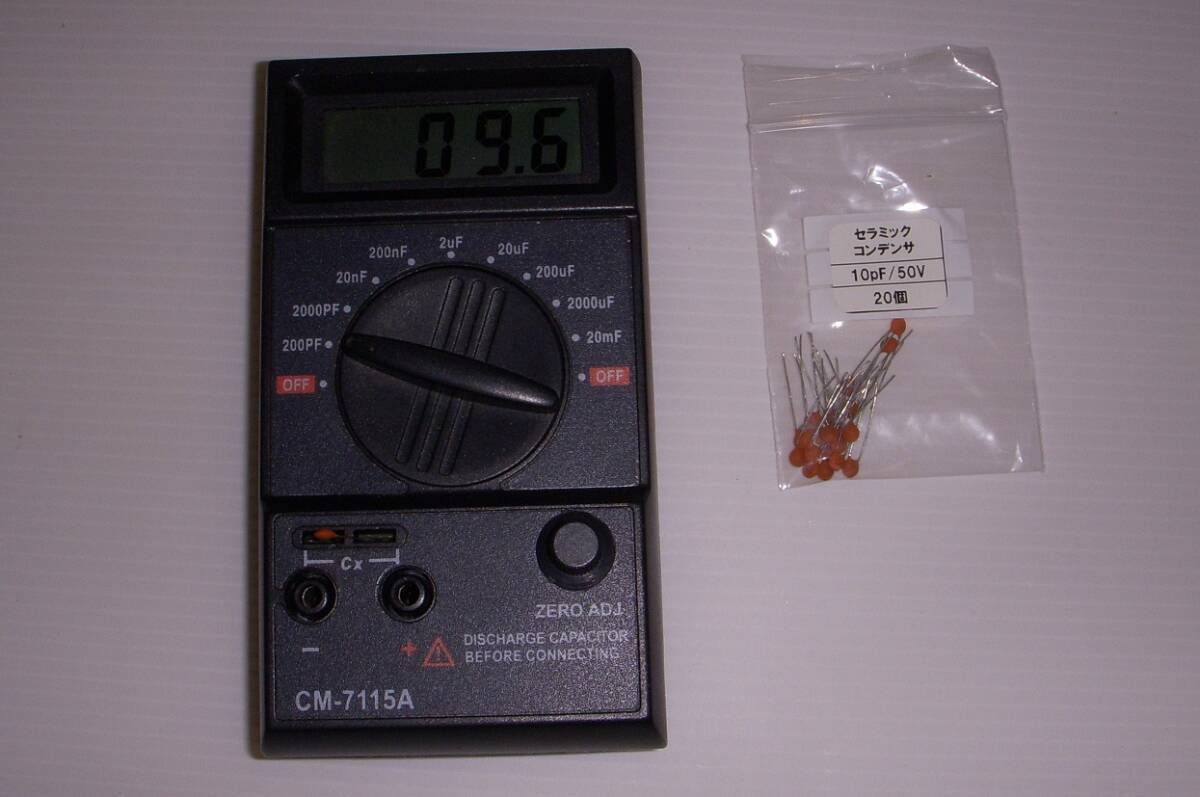 09.6
OFF
200PF
2000PF
20nF
200nF
2uF
20uF
200uF
2000uF
20mF
OFF
Cx
ZERO ADJ.
− +
DISCHARGE CAPACITOR
BEFORE CONNECTING
CM-7115A
セラミック
コンデンサ
10pF/50V
20個